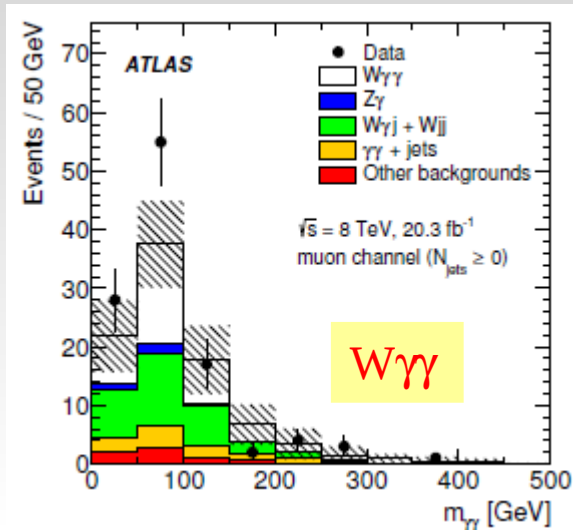 Events / 50 GeV
70
60
50
40
30
20
10
0
ATLAS
Data
Wγγ
Zγ
Wγj + Wjj
γγ + jets
Other backgrounds
√s = 8 TeV, 20.3 fb⁻¹
muon channel (N_jets ≥ 0)
Wγγ
0 100 200 300 400 500
m_γγ [GeV]